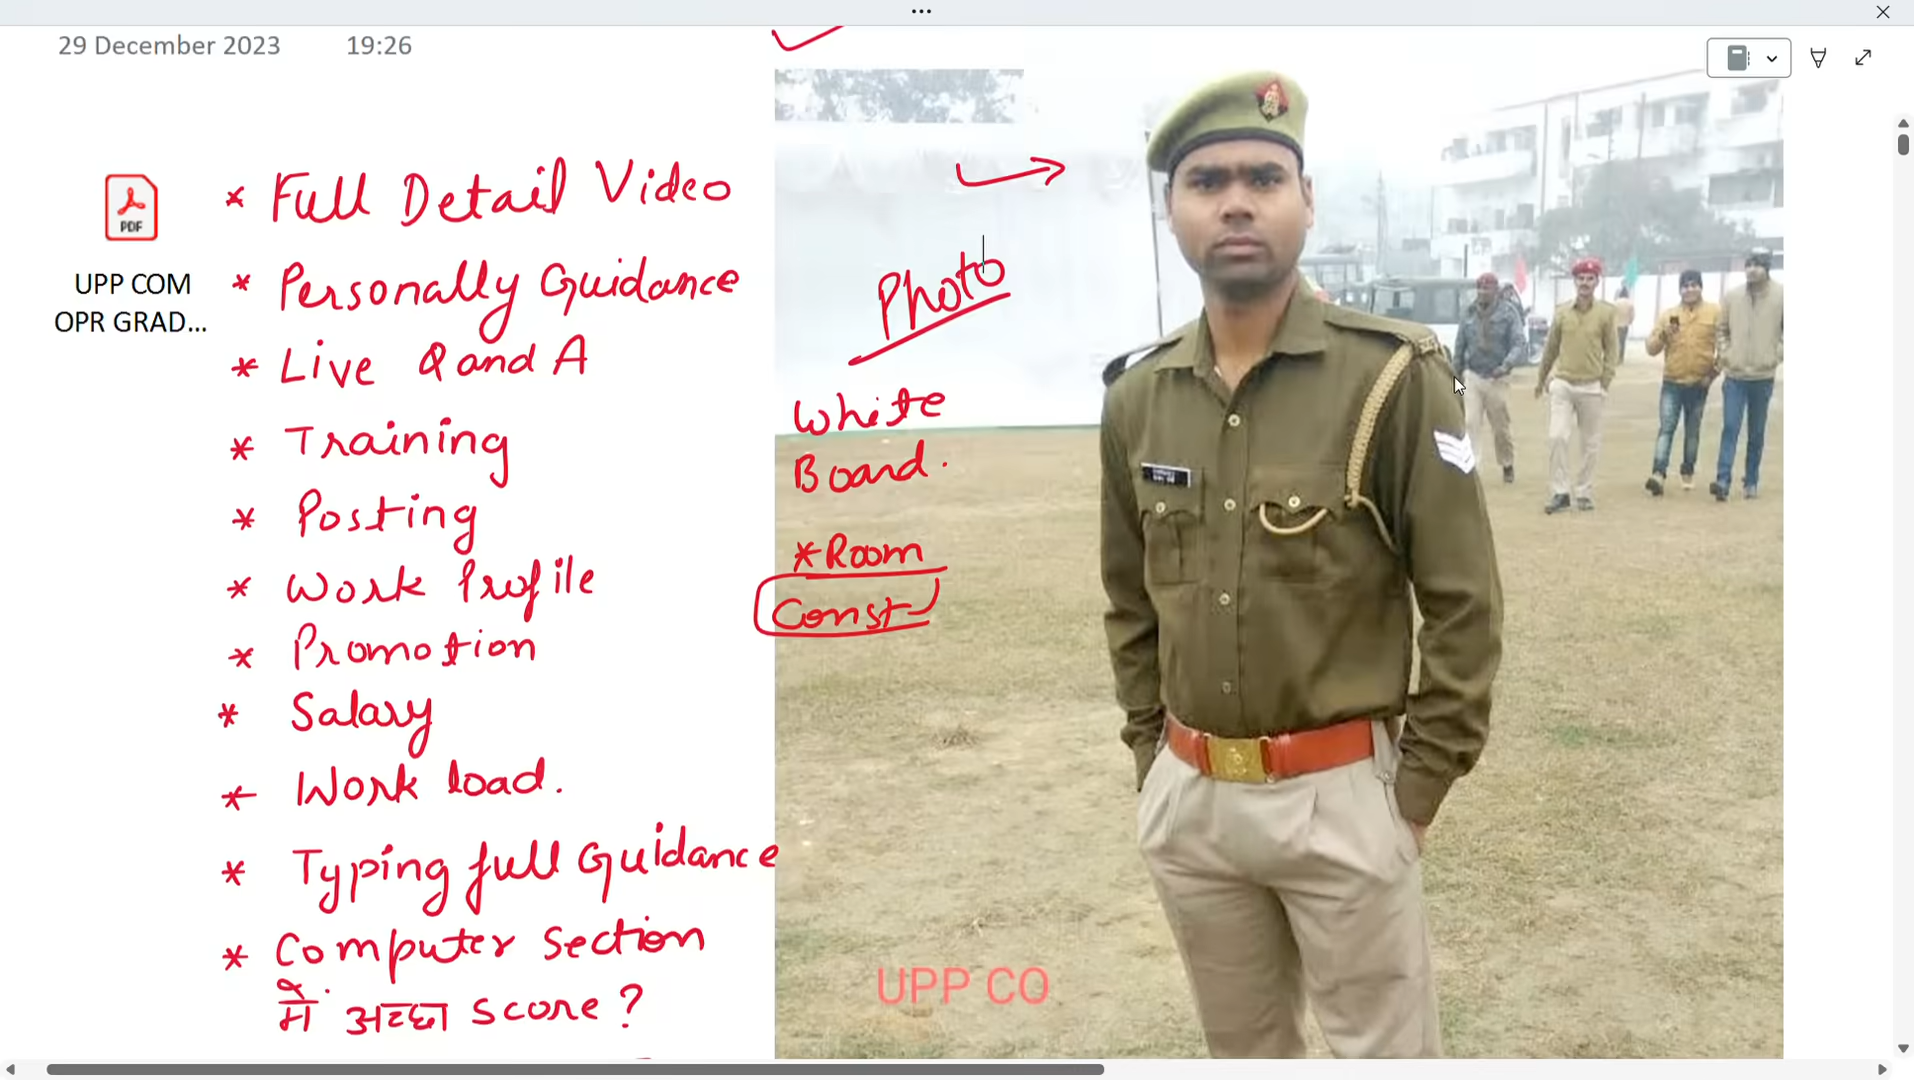 29 December 2023 19:26
PDF
UPP COM
OPR GRAD...
* Full Detail Video
* Personally Guidance
* Live Q and A
* Training
* Posting
* Work Profile
* Promotion
* Salary
* Work load.
* Typing full Guidance
* Computer Section
में अच्छा score?
Photo
White
Board.
*Room
Const
UPP CO